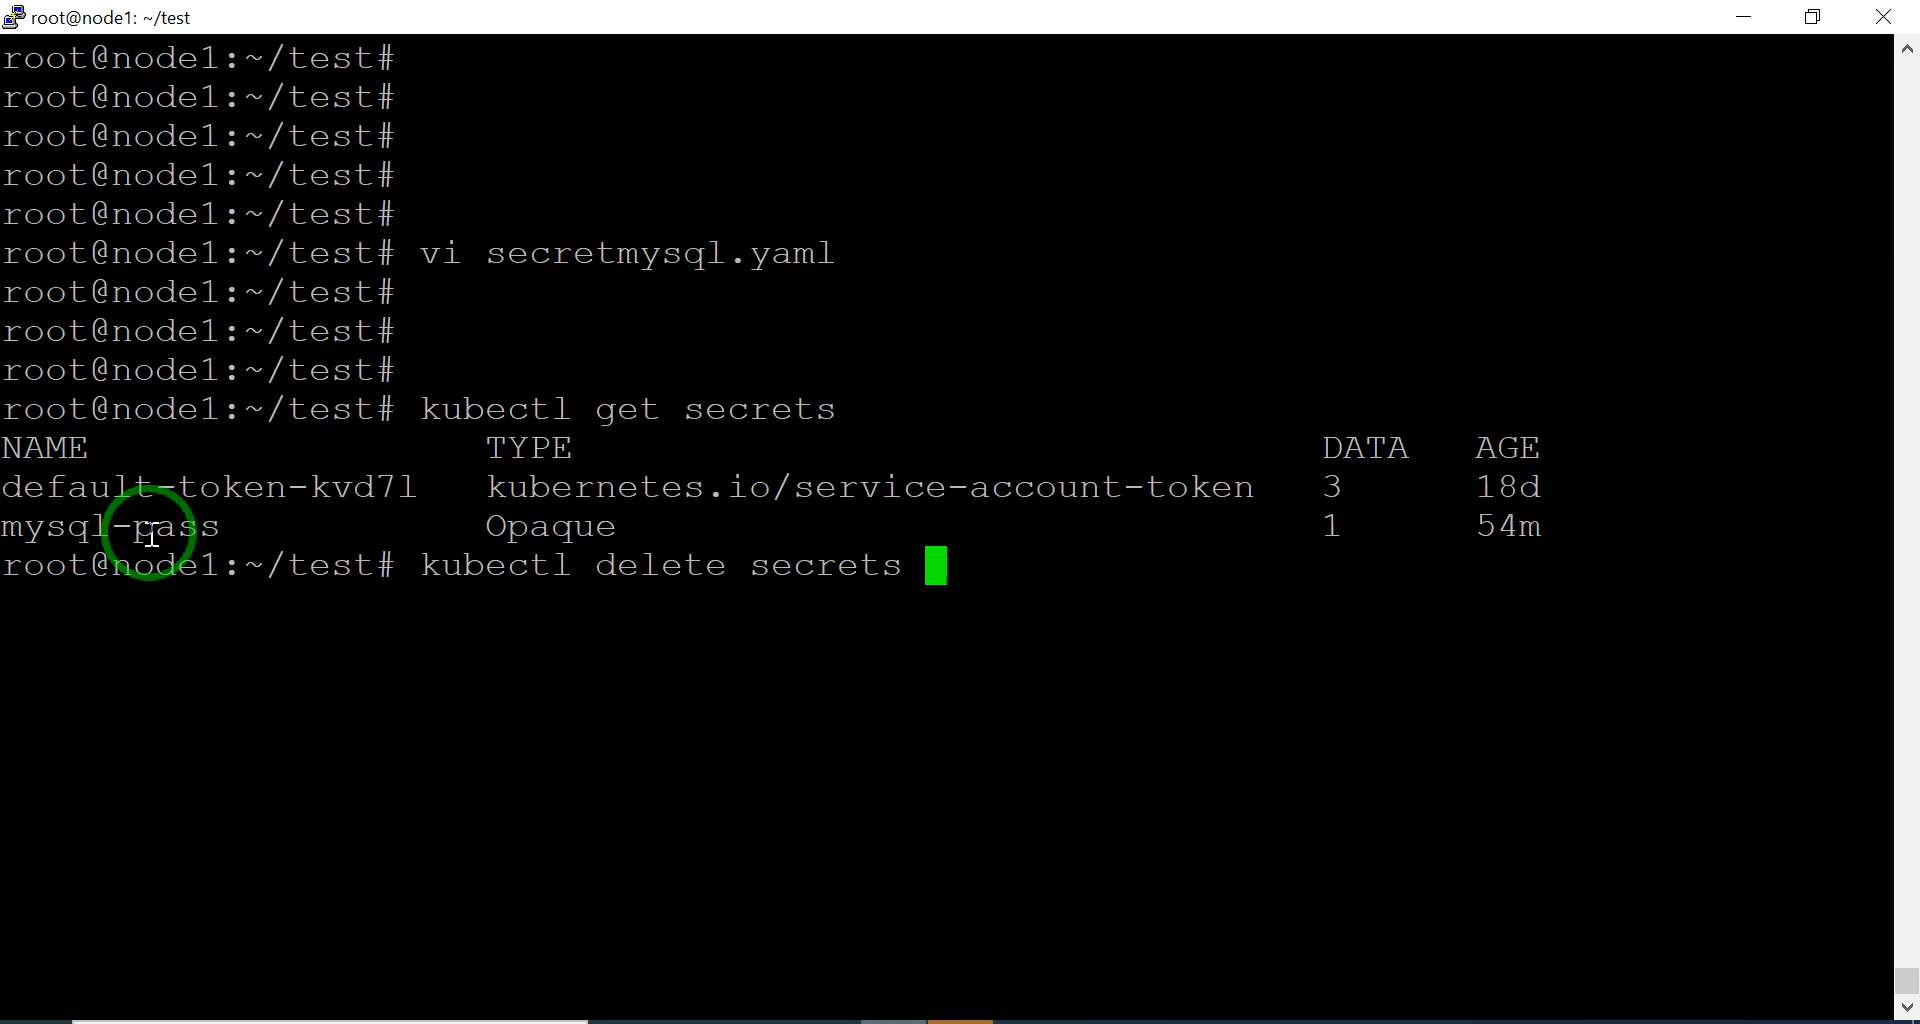 root@node1: ~/test
root@node1:~/test#
root@node1:~/test#
root@node1:~/test#
root@node1:~/test#
root@node1:~/test#
root@node1:~/test# vi secretmysql.yaml
root@node1:~/test#
root@node1:~/test#
root@node1:~/test#
root@node1:~/test# kubectl get secrets
NAME TYPE DATA AGE
default-token-kvd7l kubernetes.io/service-account-token 3 18d
mysql-pass Opaque 1 54m
root@node1:~/test# kubectl delete secrets